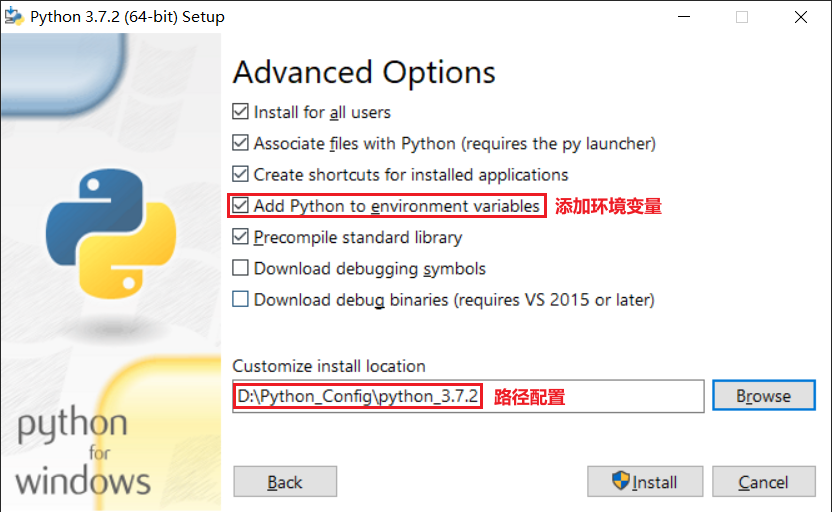 Python 3.7.2 (64-bit) Setup
Advanced Options
Install for all users
Associate files with Python (requires the py launcher)
Create shortcuts for installed applications
Add Python to environment variables 添加环境变量
Precompile standard library
Download debugging symbols
Download debug binaries (requires VS 2015 or later)
Customize install location
D:\Python_Config\python_3.7.2 路径配置
Browse
python
for
windows
Back
Install
Cancel